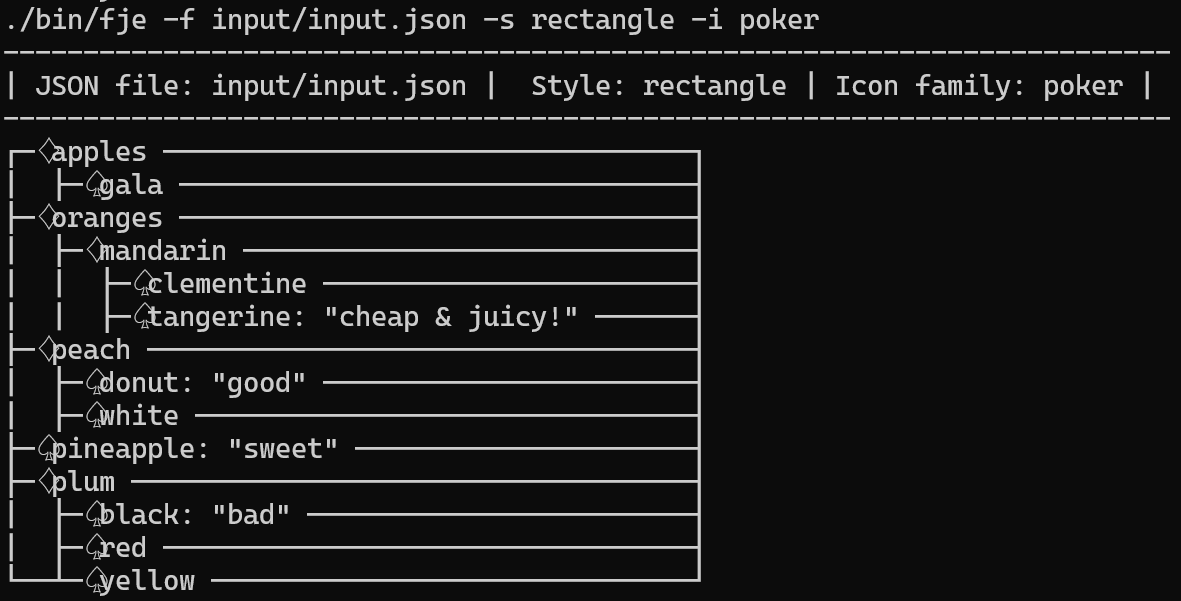 ./bin/fje -f input/input.json -s rectangle -i poker
-------------------------------------------------------------------------
| JSON file: input/input.json |  Style: rectangle | Icon family: poker |
-------------------------------------------------------------------------
┌─♢apples ─────────────────────────────────┐
│  ├─♤gala ────────────────────────────────┤
├─♢oranges ────────────────────────────────┤
│  ├─♢mandarin ────────────────────────────┤
│  │  ├─♤clementine ───────────────────────┤
│  │  ├─♤tangerine: "cheap & juicy!" ──────┤
├─♢peach ──────────────────────────────────┤
│  ├─♤donut: "good" ───────────────────────┤
│  ├─♤white ───────────────────────────────┤
├─♤pineapple: "sweet" ─────────────────────┤
├─♢plum ───────────────────────────────────┤
│  ├─♤black: "bad" ────────────────────────┤
│  ├─♤red ─────────────────────────────────┤
└──┴─♤yellow ──────────────────────────────┘